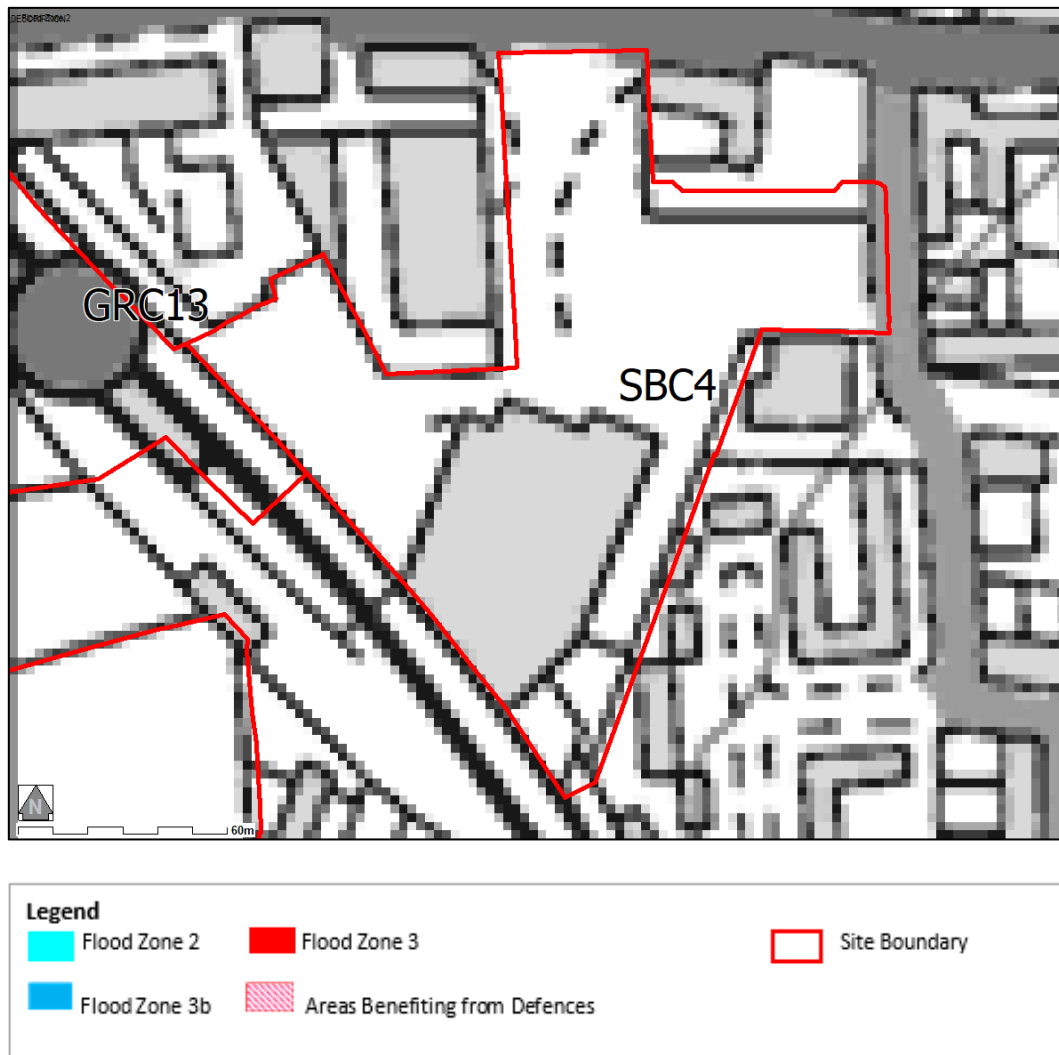 GRC13
SBC4
N
60m
Legend
Flood Zone 2
Flood Zone 3
Site Boundary
Flood Zone 3b
Areas Benefiting from Defences